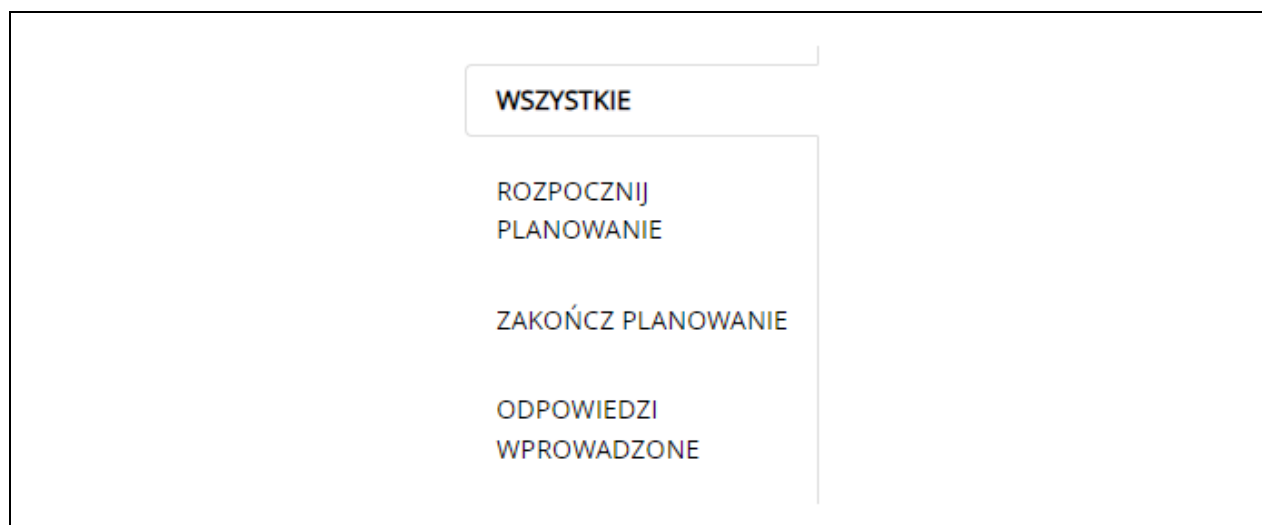 WSZYSTKIE
ROZPOCZNIJ
PLANOWANIE
ZAKOŃCZ PLANOWANIE
ODPOWIEDZI
WPROWADZONE